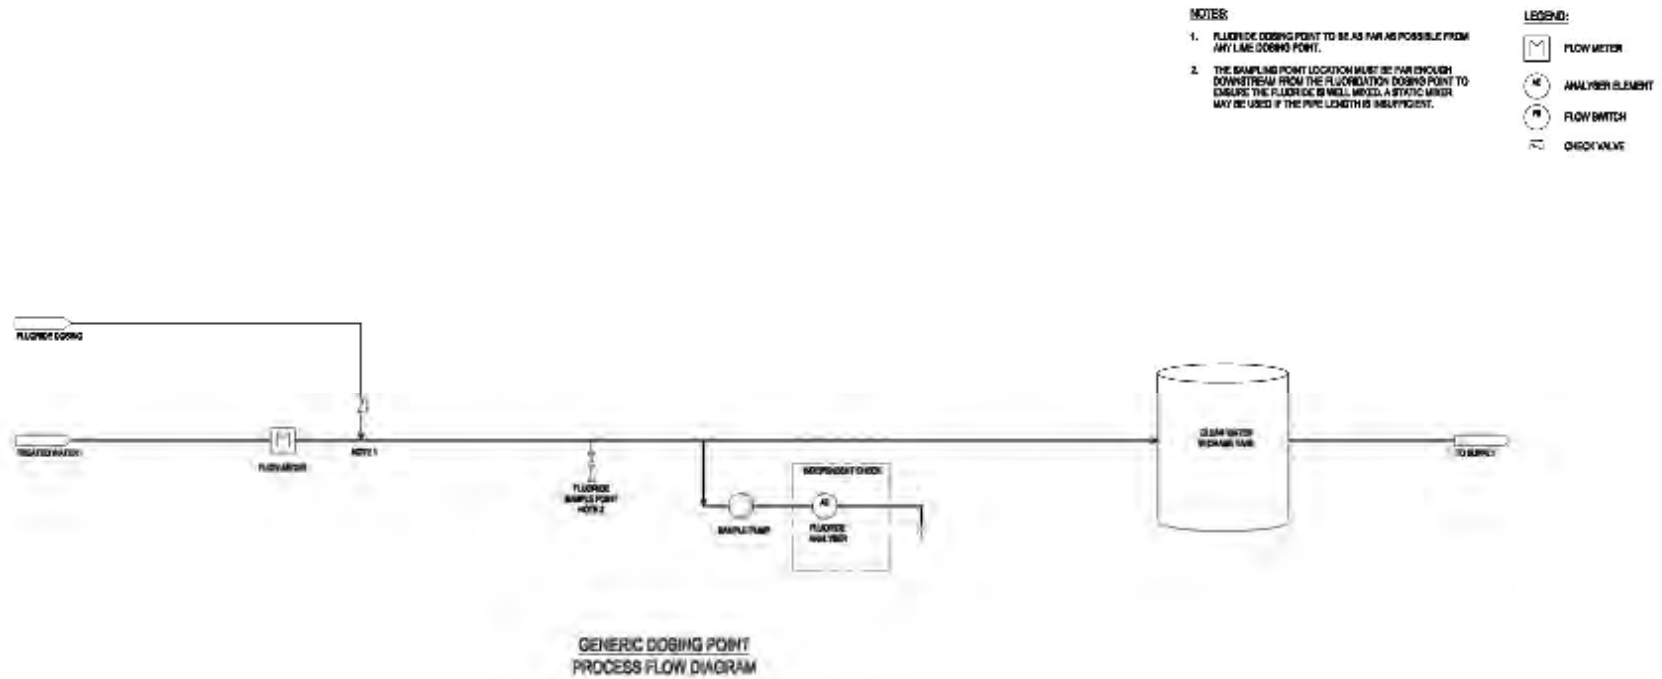 NOTES:
1. FLUORIDE DOSING POINT TO BE AS FAR AS POSSIBLE FROM
ANY LIME DOSING POINT.
2. THE SAMPLING POINT LOCATION MUST BE FAR ENOUGH
DOWNSTREAM FROM THE FLUORIDATION DOSING POINT TO
ENSURE THE FLUORIDE IS WELL MIXED. A STATIC MIXER
MAY BE USED IF THE PIPE LENGTH IS INSUFFICIENT.
LEGEND:
M FLOW METER
AE ANALYSER ELEMENT
FS FLOW SWITCH
CHECK VALVE
FLUORIDE DOSING
TREATED WATER
M
FLOW METER
NOTE 1
FLUORIDE
SAMPLE POINT
NOTE 2
SAMPLE PUMP
INDEPENDENT CHECK
AE
FLUORIDE
ANALYSER
CLEAR WATER
STORAGE TANK
TO SUPPLY
GENERIC DOSING POINT
PROCESS FLOW DIAGRAM